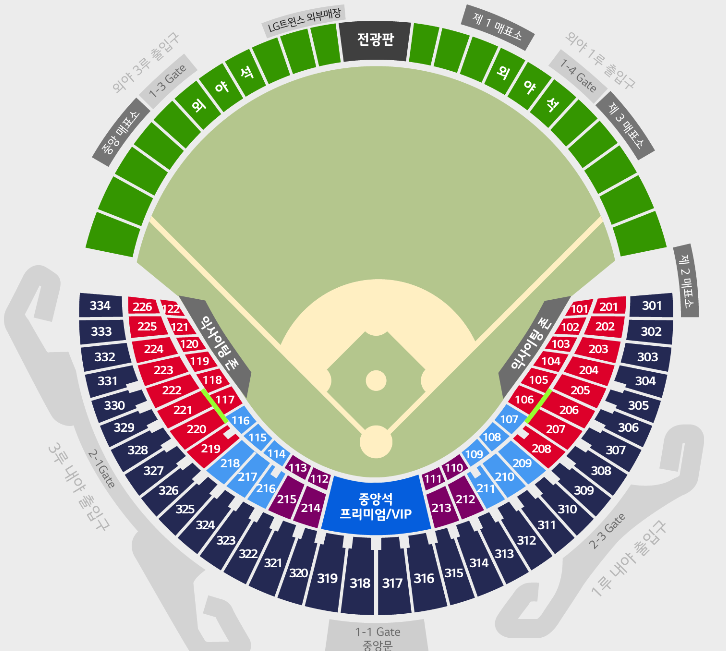 LG트윈스 외부매장
전광판
제 1 매표소
외야 3루 출입구
1-3 Gate
중앙 매표소
외 야 석
외 야 석
외야 1루 출입구
1-4 Gate
제 3 매표소
제 2 매표소
334 226 122
333 225 121
332 224 120
331 223 119
330 222 118
329 221 117
328 220 116
327 219 115
326 218 114
325 217 113
324 216 112
323 215
322 214
321
320
319
318
익사이팅 존
익사이팅 존
101 201 301
102 202 302
103 203 303
104 204 304
105 205 305
106 206 306
107 207 307
108 208 308
109 209 309
110 210 310
111 211 311
212 312
213 313
314
315
316
317
중앙석
프리미엄/VIP
2-1Gate
3루 내야 출입구
2-3 Gate
1루 내야 출입구
1-1 Gate
중앙문